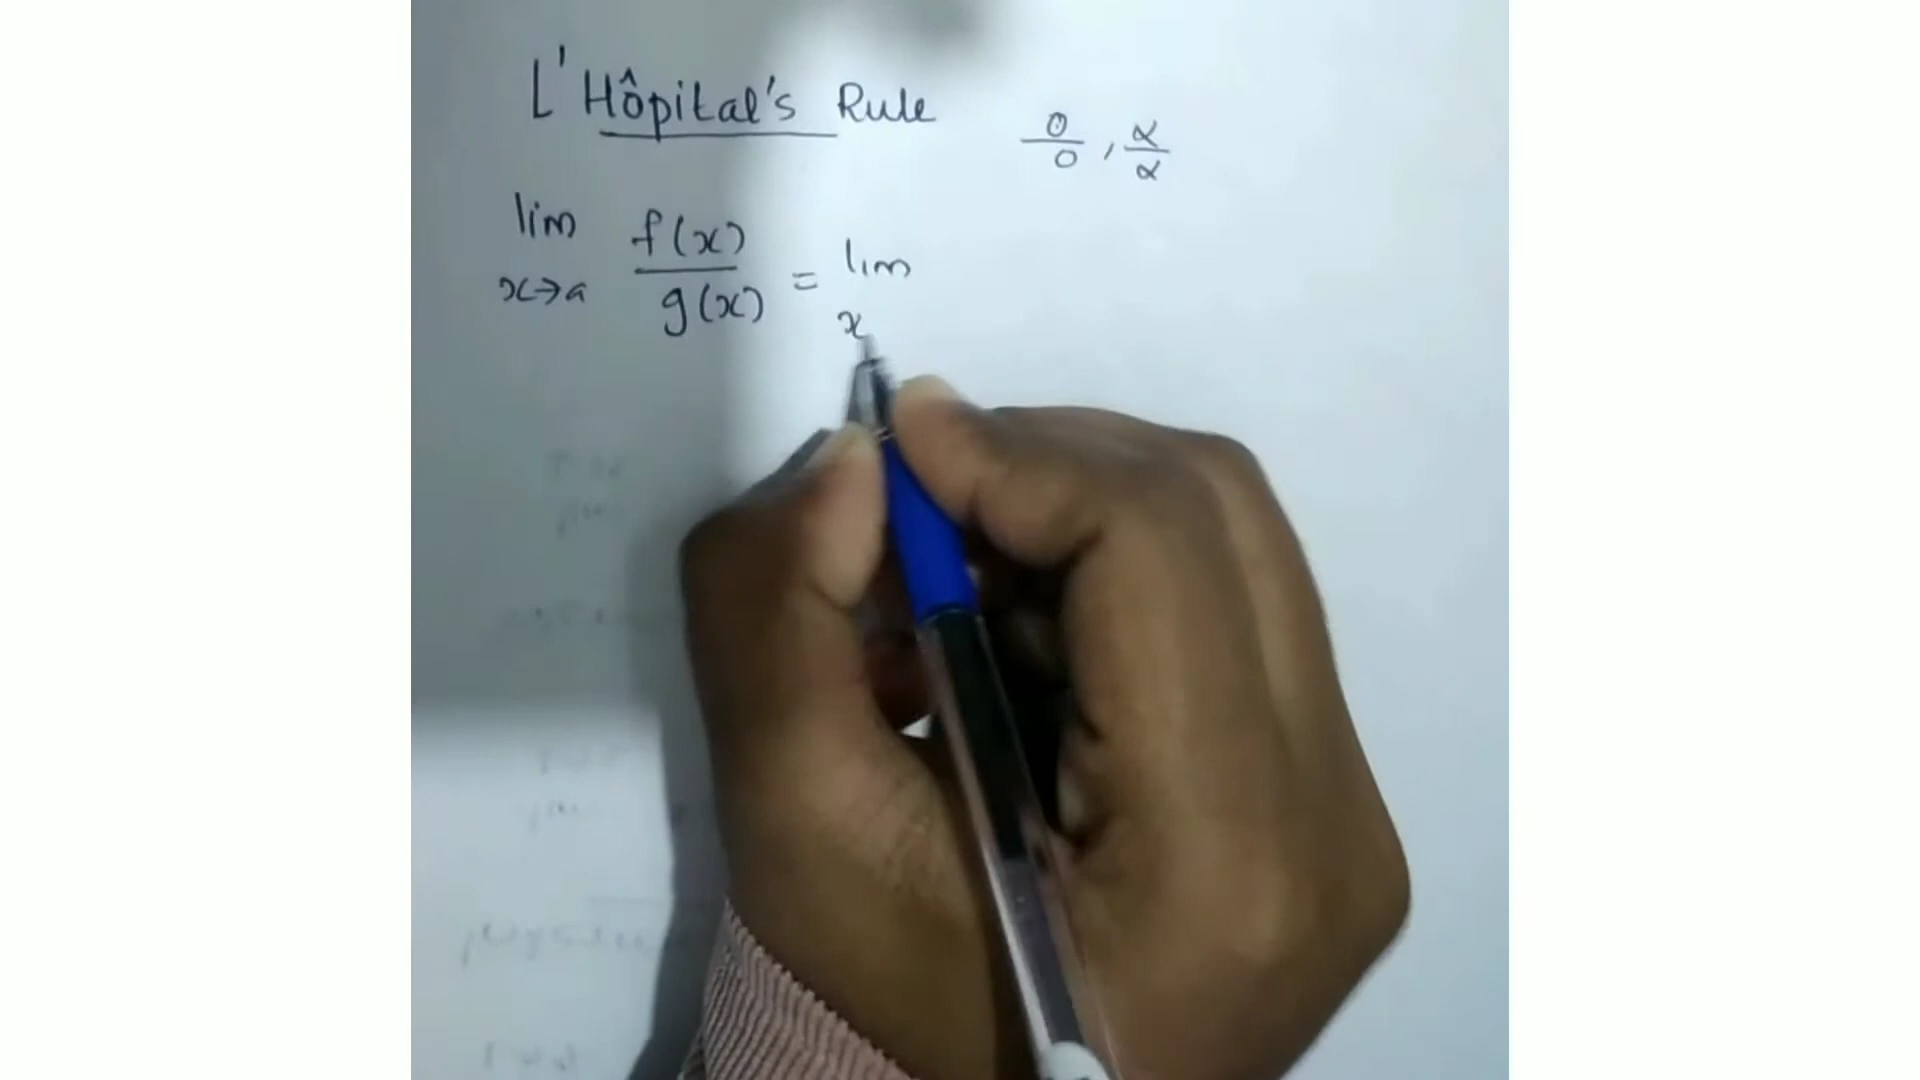 L'Hôpital's Rule
0/0, α/α
lim x→a f(x)/g(x) = lim x